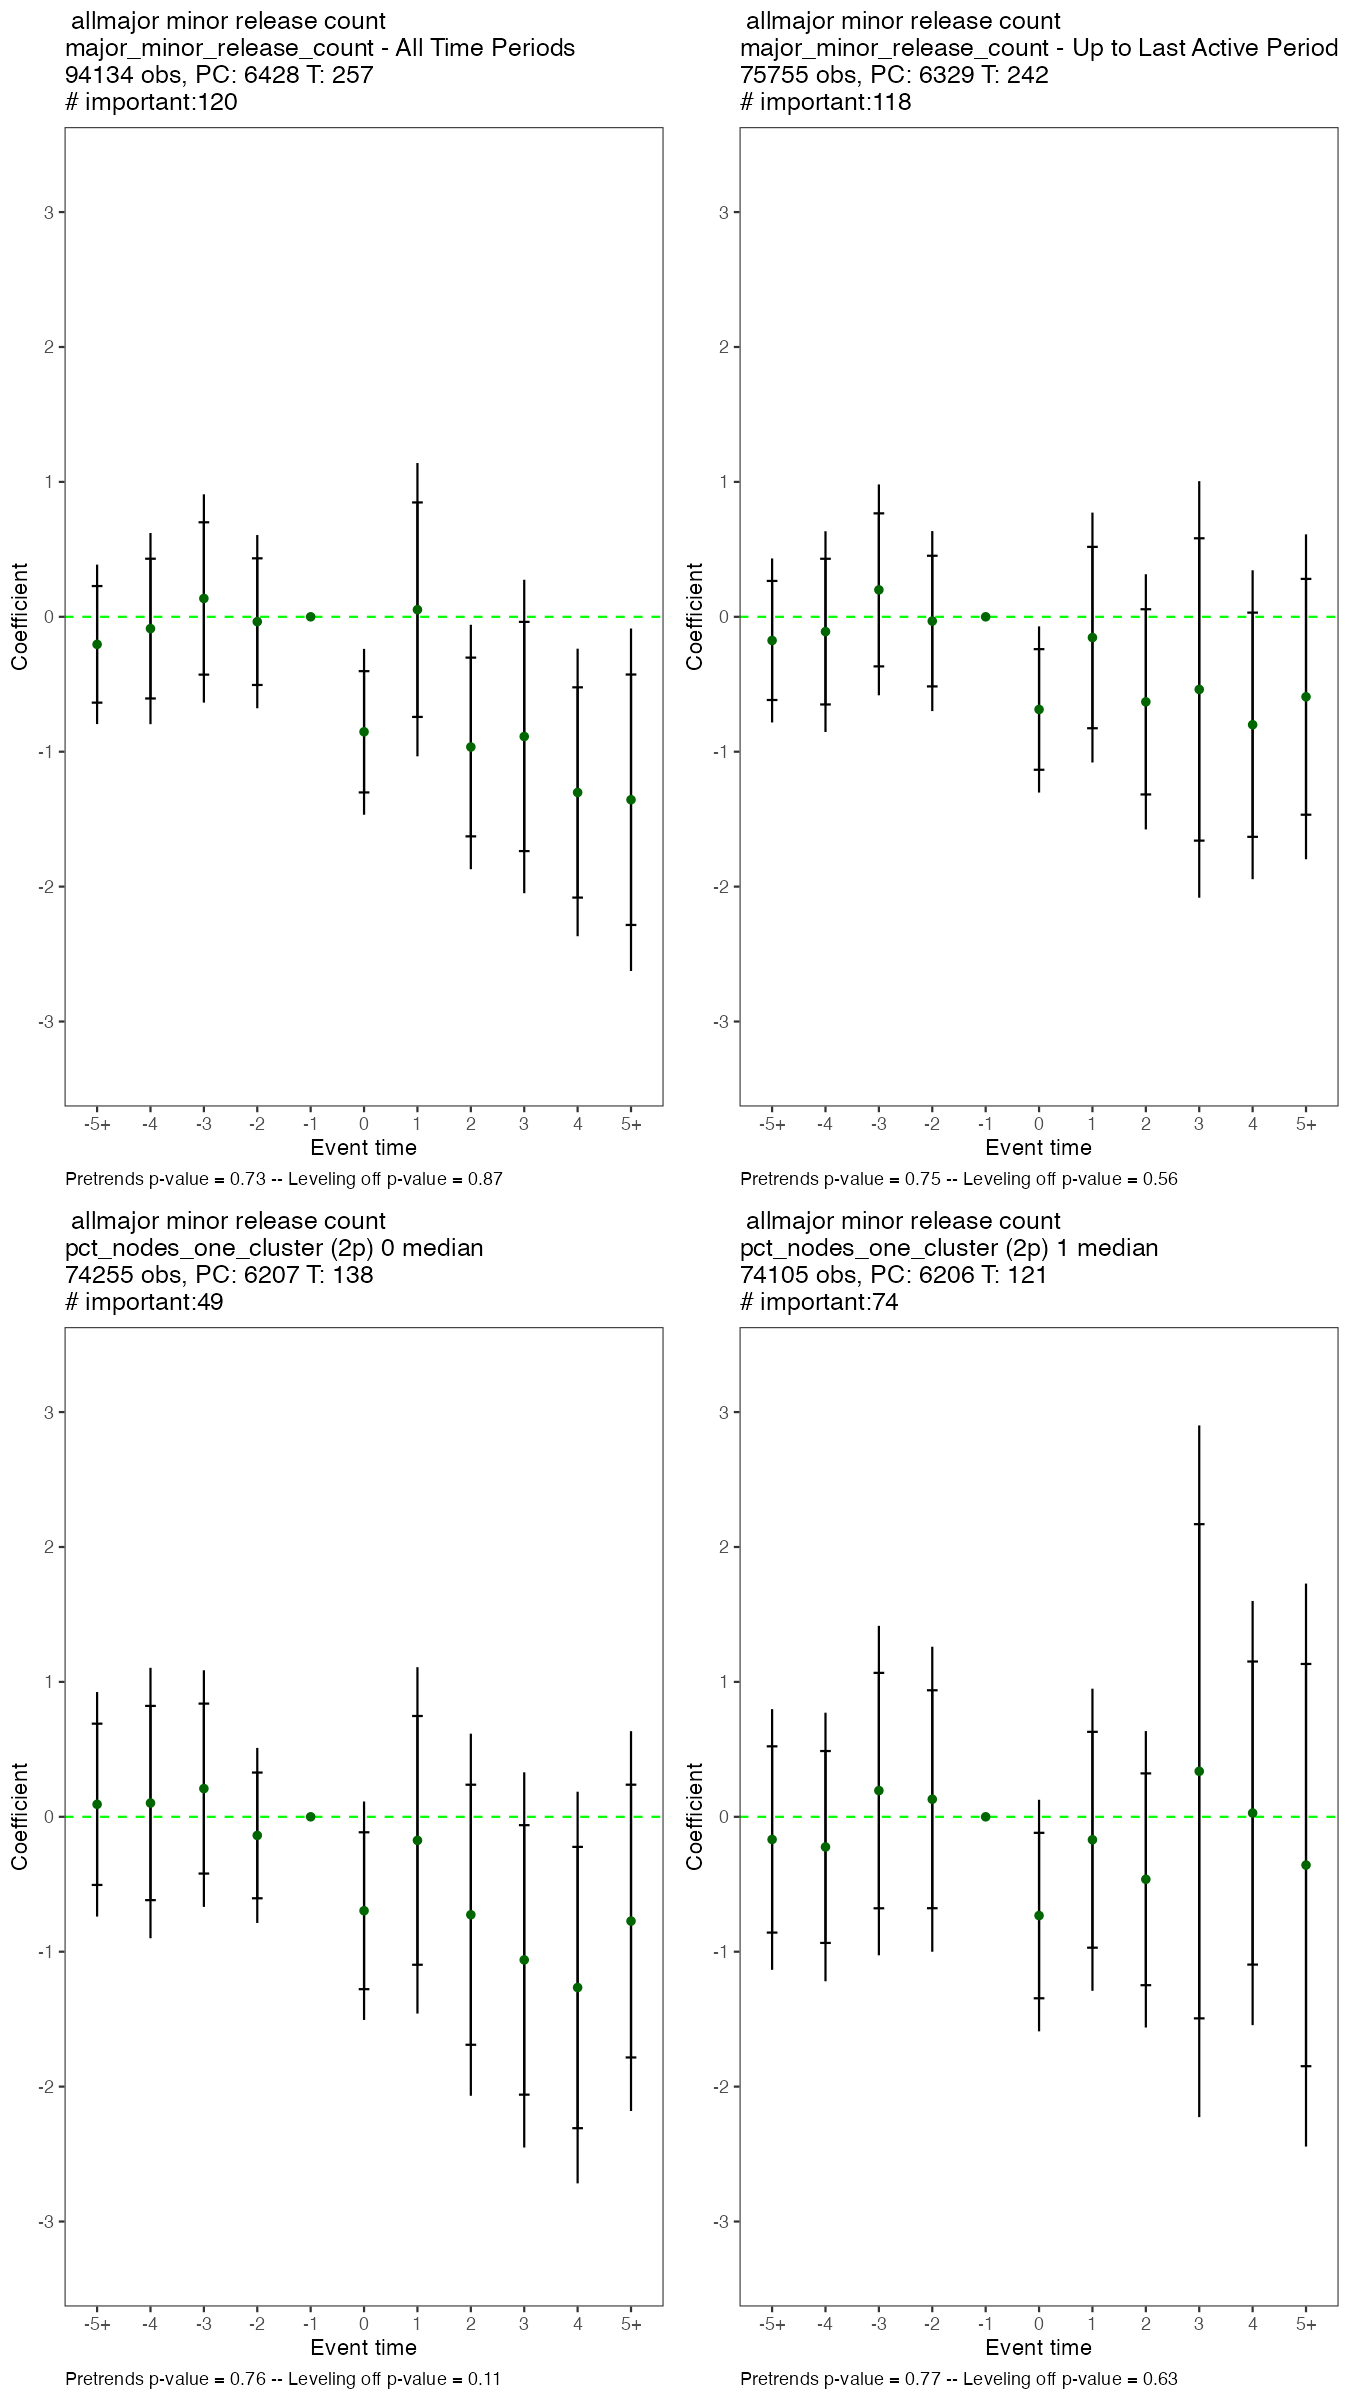 allmajor minor release count
major_minor_release_count - All Time Periods
94134 obs, PC: 6428 T: 257
# important:120
3
2
1
0
-1
-2
-3
Coefficient
-5+ -4 -3 -2 -1 0 1 2 3 4 5+
Event time
Pretrends p-value = 0.73 -- Leveling off p-value = 0.87
allmajor minor release count
major_minor_release_count - Up to Last Active Period
75755 obs, PC: 6329 T: 242
# important:118
3
2
1
0
-1
-2
-3
Coefficient
-5+ -4 -3 -2 -1 0 1 2 3 4 5+
Event time
Pretrends p-value = 0.75 -- Leveling off p-value = 0.56
allmajor minor release count
pct_nodes_one_cluster (2p) 0 median
74255 obs, PC: 6207 T: 138
# important:49
3
2
1
0
-1
-2
-3
Coefficient
-5+ -4 -3 -2 -1 0 1 2 3 4 5+
Event time
Pretrends p-value = 0.76 -- Leveling off p-value = 0.11
allmajor minor release count
pct_nodes_one_cluster (2p) 1 median
74105 obs, PC: 6206 T: 121
# important:74
3
2
1
0
-1
-2
-3
Coefficient
-5+ -4 -3 -2 -1 0 1 2 3 4 5+
Event time
Pretrends p-value = 0.77 -- Leveling off p-value = 0.63